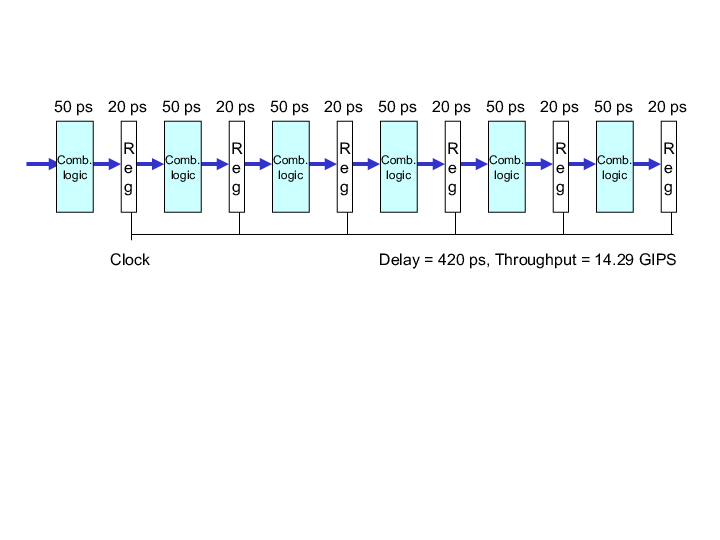 50 ps 20 ps 50 ps 20 ps 50 ps 20 ps 50 ps 20 ps 50 ps 20 ps 50 ps 20 ps
Comb. logic
Reg
Comb. logic
Reg
Comb. logic
Reg
Comb. logic
Reg
Comb. logic
Reg
Comb. logic
Reg
Clock
Delay = 420 ps, Throughput = 14.29 GIPS